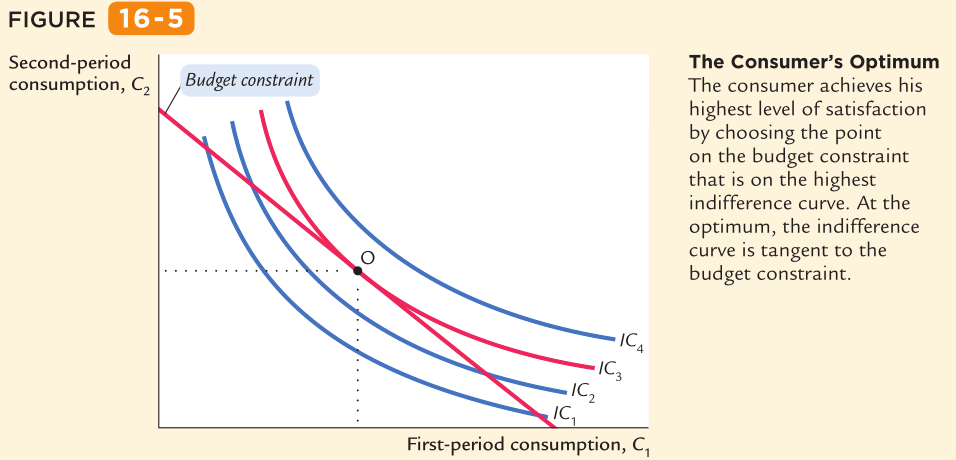 FIGURE 16-5
Second-period
consumption, C2
Budget constraint
O
IC4
IC3
IC2
IC1
First-period consumption, C1
The Consumer’s Optimum
The consumer achieves his
highest level of satisfaction
by choosing the point
on the budget constraint
that is on the highest
indifference curve. At the
optimum, the indifference
curve is tangent to the
budget constraint.